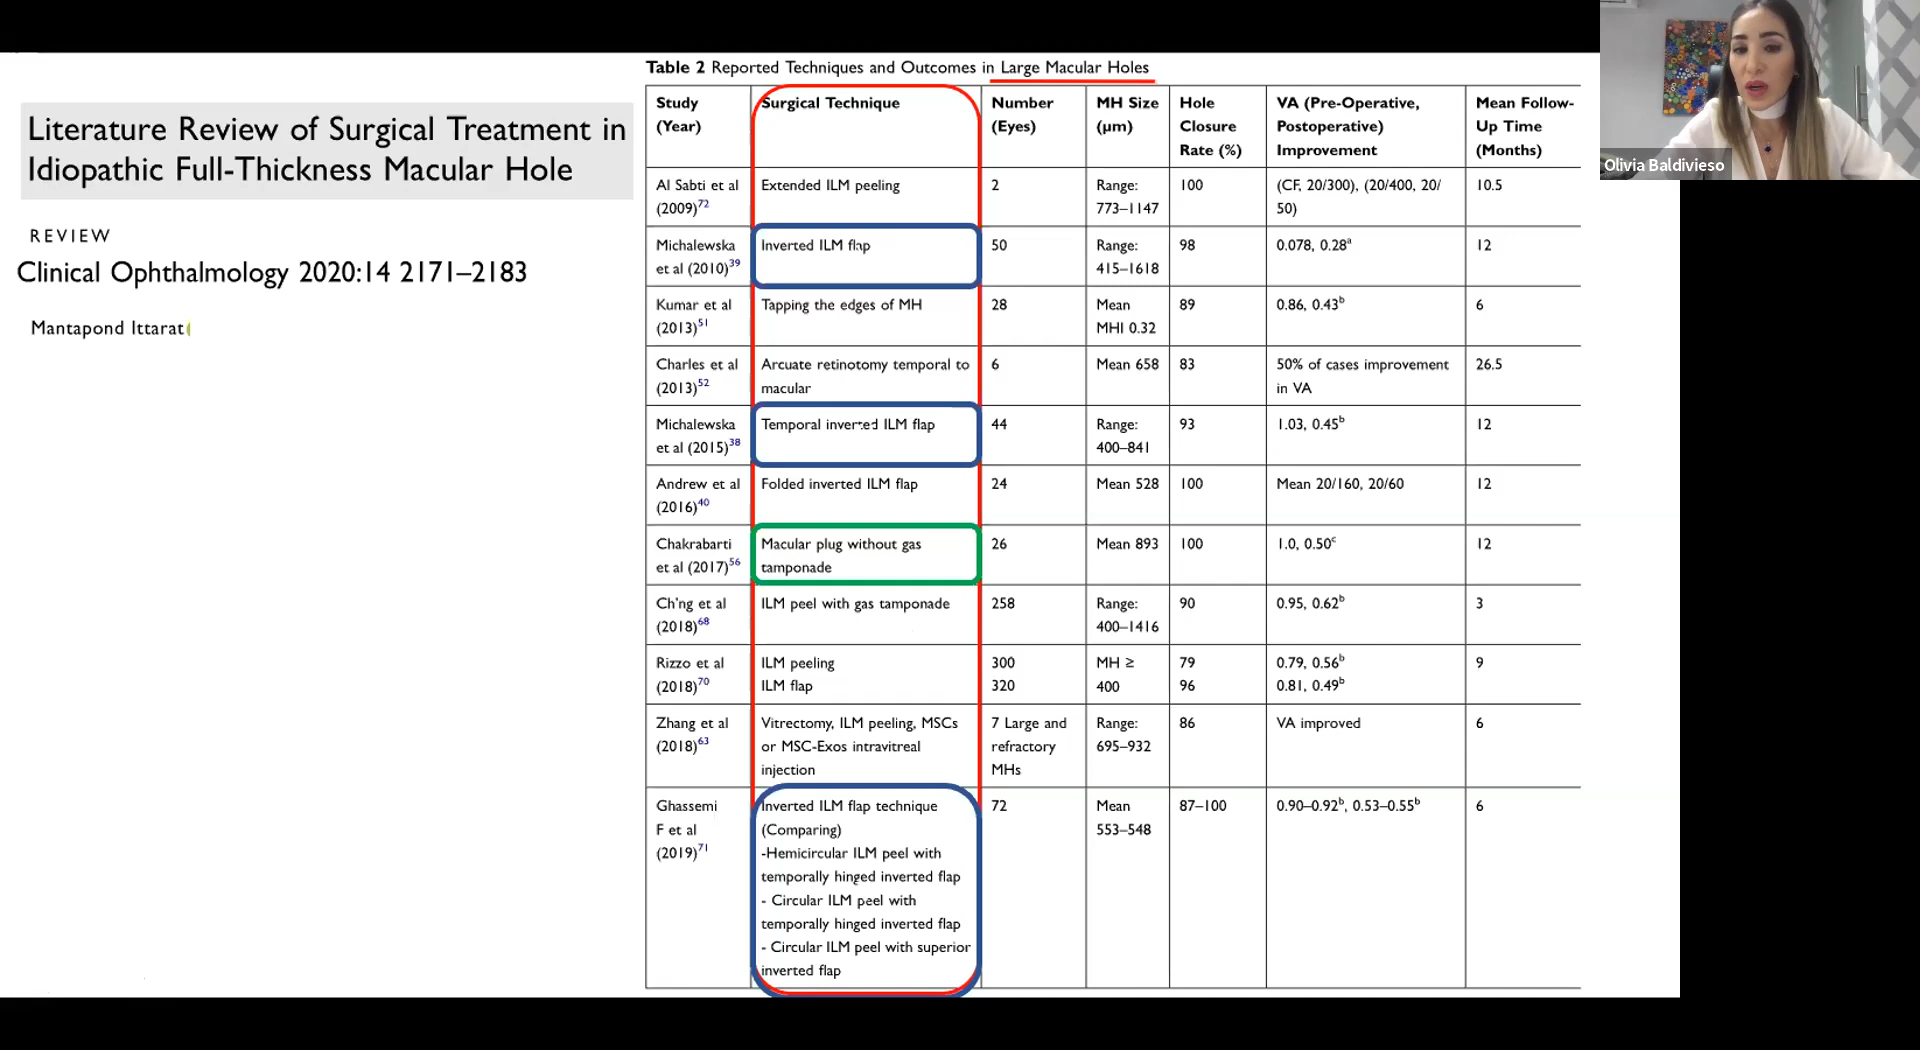 Literature Review of Surgical Treatment in
Idiopathic Full-Thickness Macular Hole
REVIEW
Clinical Ophthalmology 2020:14 2171–2183
Mantapond Ittarat
Table 2 Reported Techniques and Outcomes in Large Macular Holes
Study (Year) Surgical Technique Number (Eyes) MH Size (µm) Hole Closure Rate (%) VA (Pre-Operative, Postoperative) Improvement Mean Follow-Up Time (Months)
Al Sabti et al (2009)72 Extended ILM peeling 2 Range: 773–1147 100 (CF, 20/300), (20/400, 20/50) 10.5
Michalewska et al (2010)39 Inverted ILM flap 50 Range: 415–1618 98 0.078, 0.28a 12
Kumar et al (2013)51 Tapping the edges of MH 28 Mean MHI 0.32 89 0.86, 0.43b 6
Charles et al (2013)52 Arcuate retinotomy temporal to macular 6 Mean 658 83 50% of cases improvement in VA 26.5
Michalewska et al (2015)38 Temporal inverted ILM flap 44 Range: 400–841 93 1.03, 0.45b 12
Andrew et al (2016)40 Folded inverted ILM flap 24 Mean 528 100 Mean 20/160, 20/60 12
Chakrabarti et al (2017)56 Macular plug without gas tamponade 26 Mean 893 100 1.0, 0.50c 12
Ch'ng et al (2018)68 ILM peel with gas tamponade 258 Range: 400–1416 90 0.95, 0.62b 3
Rizzo et al (2018)70 ILM peeling 300 MH ≥ 400 79 0.79, 0.56b 9
ILM flap 320 96 0.81, 0.49b
Zhang et al (2018)63 Vitrectomy, ILM peeling, MSCs or MSC-Exos intravitreal injection 7 Large and refractory MHs Range: 695–932 86 VA improved 6
Ghassemi F et al (2019)71 Inverted ILM flap technique (Comparing) 72 Mean 553–548 87–100 0.90–0.92b, 0.53–0.55b 6
-Hemicircular ILM peel with temporally hinged inverted flap
- Circular ILM peel with temporally hinged inverted flap
- Circular ILM peel with superior inverted flap
Olivia Baldivieso